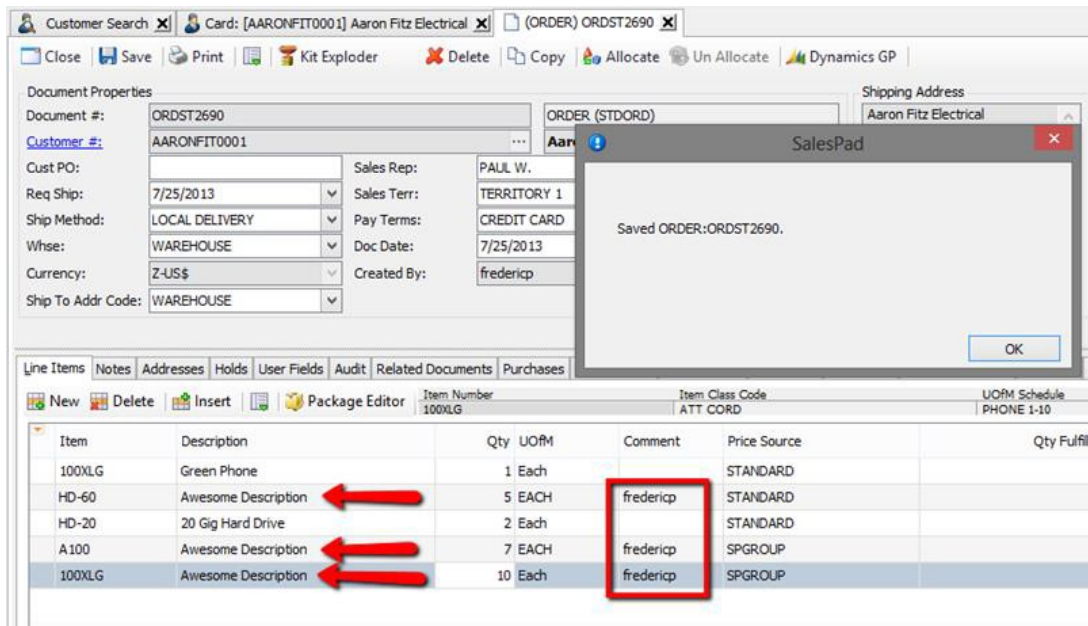 Customer Search X Card: [AARONFIT0001] Aaron Fitz Electrical X (ORDER) ORDST2690 X
Close Save Print Kit Exploder Delete Copy Allocate Un Allocate Dynamics GP
Document Properties Shipping Address
Document #: ORDST2690 ORDER (STDORD) Aaron Fitz Electrical
Customer #: AARONFIT0001 ...
Cust PO: Sales Rep: PAUL W.
Req Ship: 7/25/2013 Sales Terr: TERRITORY 1
Ship Method: LOCAL DELIVERY Pay Terms: CREDIT CARD
Whse: WAREHOUSE Doc Date: 7/25/2013
Currency: Z-US$ Created By: fredericp
Ship To Addr Code: WAREHOUSE
SalesPad
Saved ORDER:ORDST2690.
OK
Line Items Notes Addresses Holds User Fields Audit Related Documents Purchases
New Delete Insert Package Editor Item Number Item Class Code UOfM Schedule
100XLG ATT CORD PHONE 1-10
Item Description Qty UOfM Comment Price Source Qty Fulfil
100XLG Green Phone 1 Each STANDARD
HD-60 Awesome Description 5 EACH fredericp STANDARD
HD-20 20 Gig Hard Drive 2 Each STANDARD
A100 Awesome Description 7 EACH fredericp SPGROUP
100XLG Awesome Description 10 Each fredericp SPGROUP